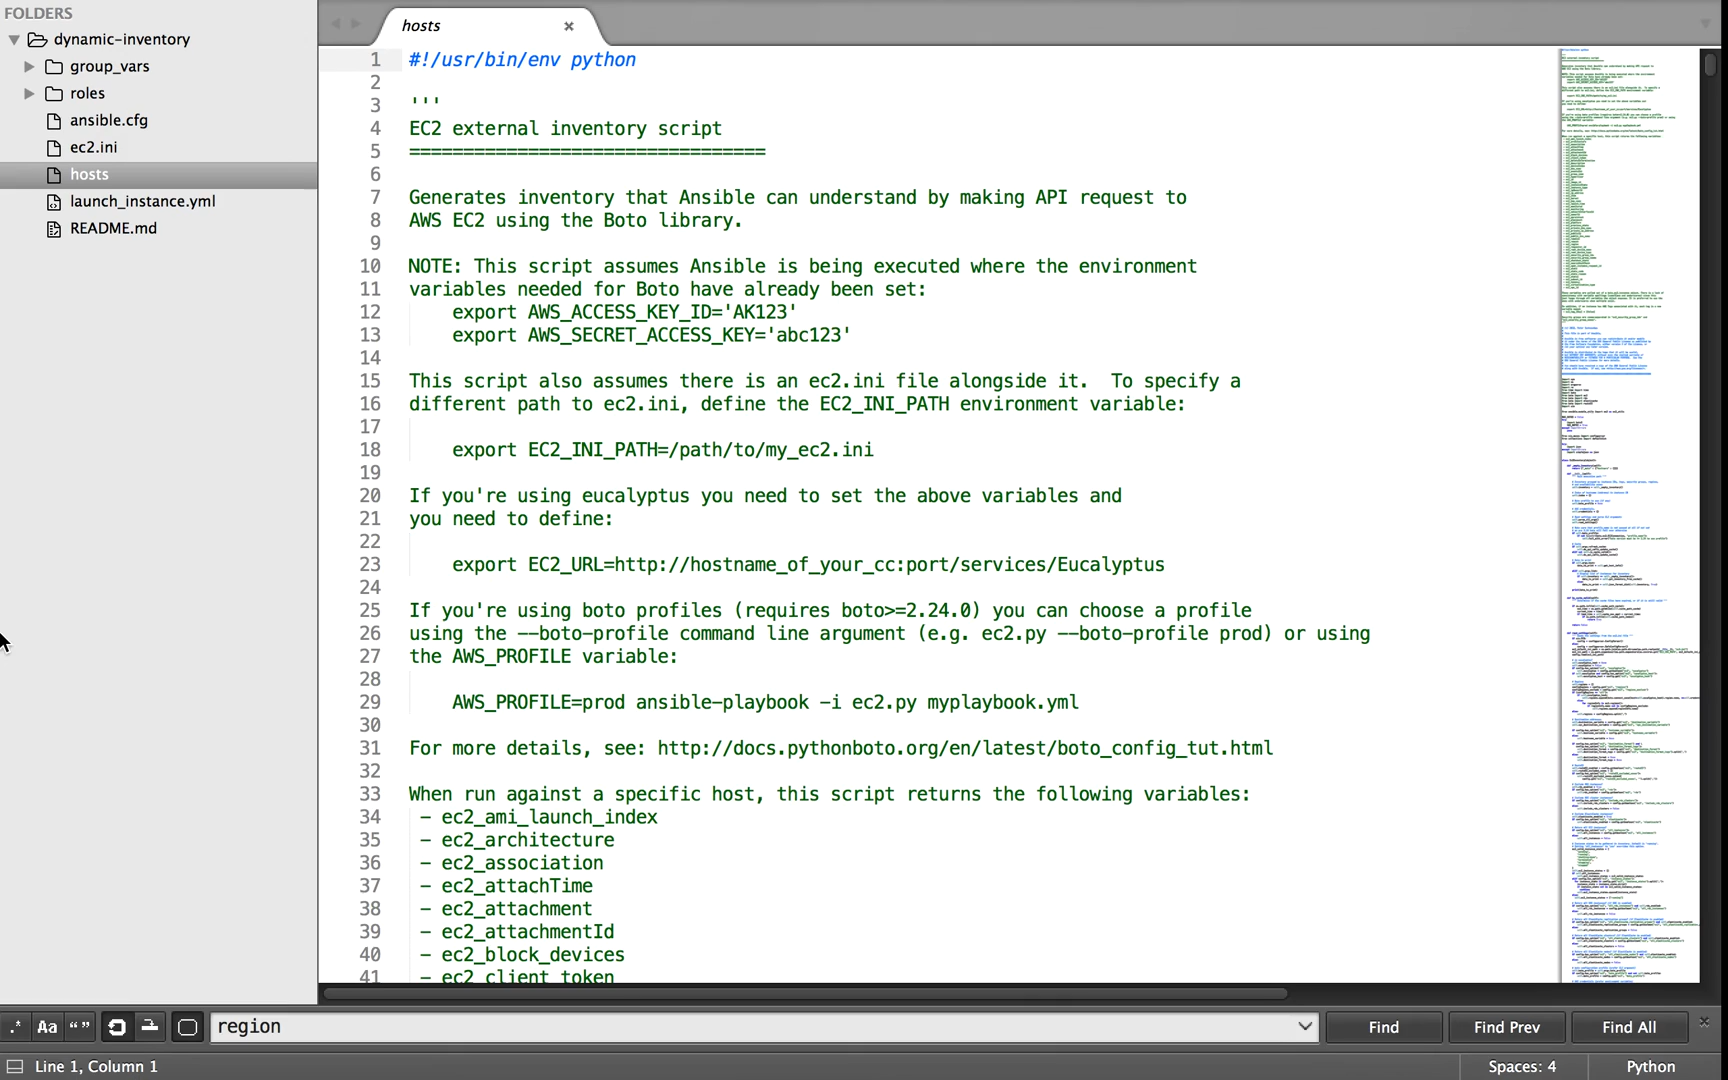 FOLDERS
dynamic-inventory
group_vars
roles
ansible.cfg
ec2.ini
hosts
launch_instance.yml
README.md
hosts ×
1 #!/usr/bin/env python
2
3 '''
4 EC2 external inventory script
5 =================================
6
7 Generates inventory that Ansible can understand by making API request to
8 AWS EC2 using the Boto library.
9
10 NOTE: This script assumes Ansible is being executed where the environment
11 variables needed for Boto have already been set:
12 export AWS_ACCESS_KEY_ID='AK123'
13 export AWS_SECRET_ACCESS_KEY='abc123'
14
15 This script also assumes there is an ec2.ini file alongside it.  To specify a
16 different path to ec2.ini, define the EC2_INI_PATH environment variable:
17
18 export EC2_INI_PATH=/path/to/my_ec2.ini
19
20 If you're using eucalyptus you need to set the above variables and
21 you need to define:
22
23 export EC2_URL=http://hostname_of_your_cc:port/services/Eucalyptus
24
25 If you're using boto profiles (requires boto>=2.24.0) you can choose a profile
26 using the --boto-profile command line argument (e.g. ec2.py --boto-profile prod) or using
27 the AWS_PROFILE variable:
28
29 AWS_PROFILE=prod ansible-playbook -i ec2.py myplaybook.yml
30
31 For more details, see: http://docs.pythonboto.org/en/latest/boto_config_tut.html
32
33 When run against a specific host, this script returns the following variables:
34 - ec2_ami_launch_index
35 - ec2_architecture
36 - ec2_association
37 - ec2_attachTime
38 - ec2_attachment
39 - ec2_attachmentId
40 - ec2_block_devices
41 - ec2_client_token
.* Aa “” region Find Find Prev Find All ×
Line 1, Column 1 Spaces: 4 Python